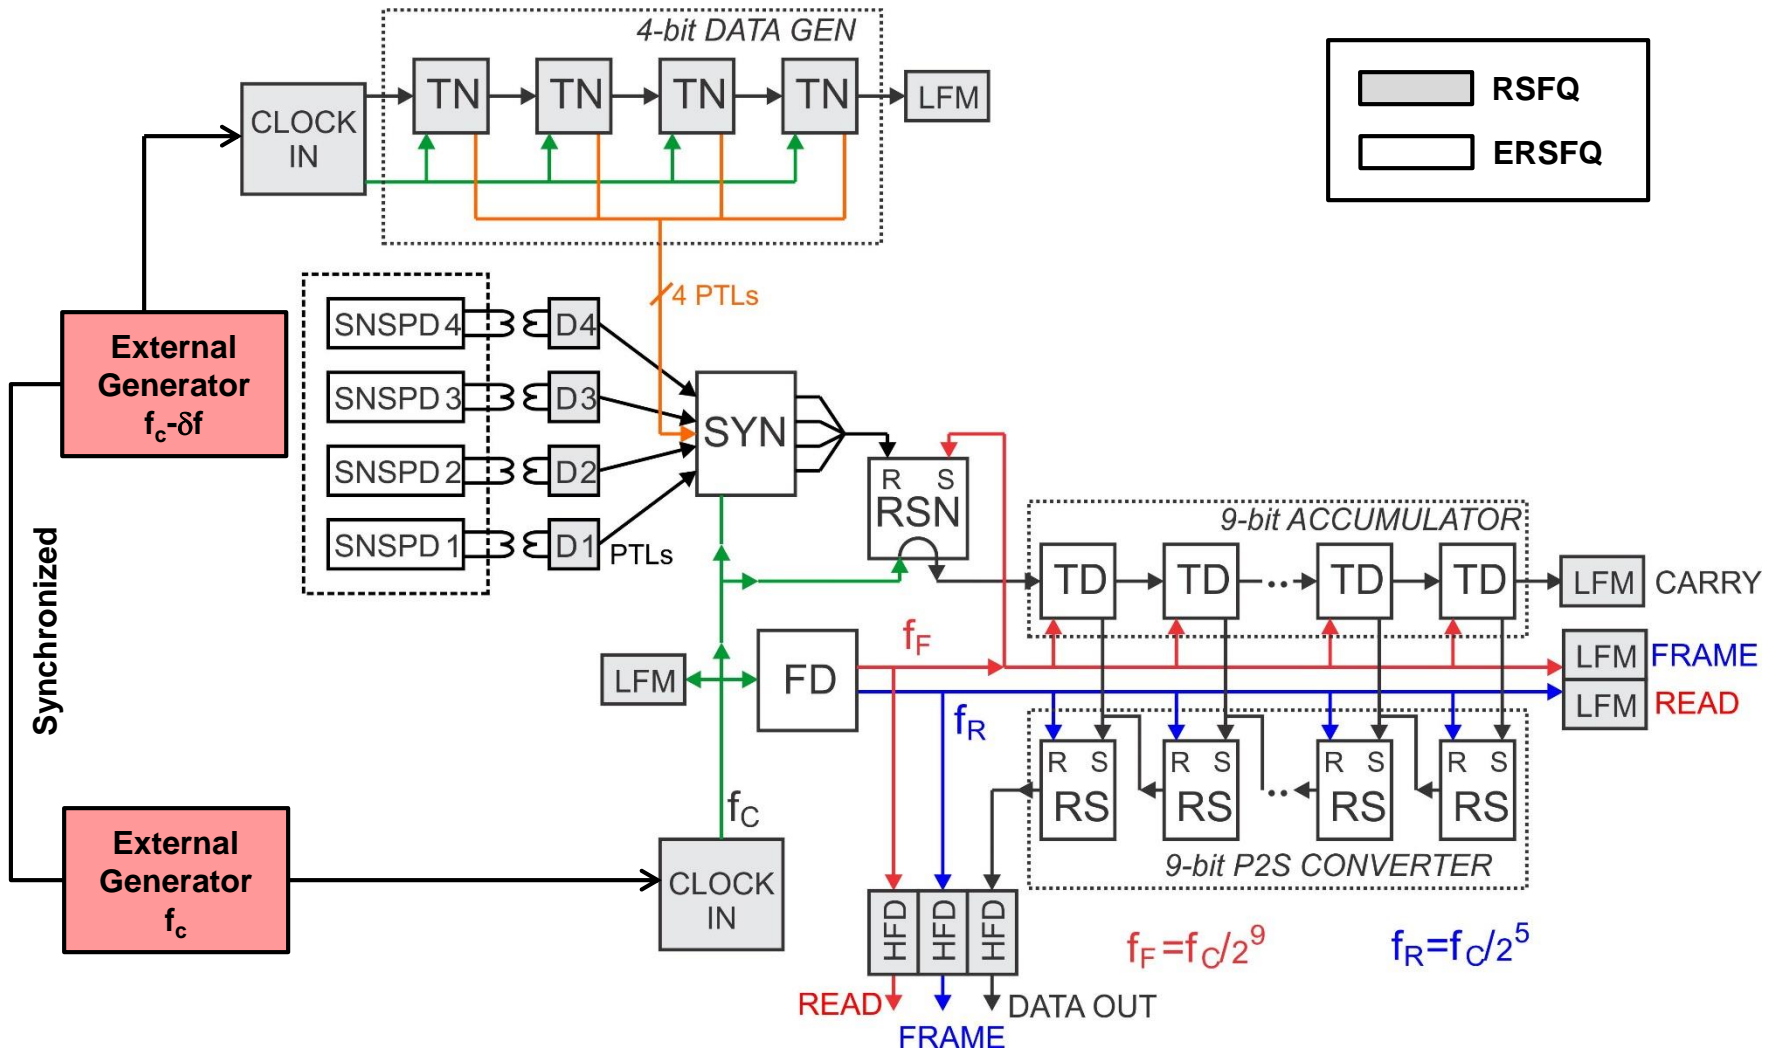 4-bit DATA GEN
TN
TN
TN
TN
LFM
CLOCK
IN
RSFQ
ERSFQ
4 PTLs
SNSPD 4
D4
SNSPD 3
D3
SNSPD 2
D2
SNSPD 1
D1
PTLs
External
Generator
fc-δf
SYN
R S
RSN
9-bit ACCUMULATOR
TD
TD
..
TD
TD
LFM
CARRY
Synchronized
LFM
FD
fF
fR
LFM
FRAME
LFM
READ
R S
RS
R S
RS
..
R S
RS
R S
RS
9-bit P2S CONVERTER
External
Generator
fc
fC
CLOCK
IN
HFD
HFD
HFD
fF=fC/2⁹
fR=fC/2⁵
READ
FRAME
DATA OUT